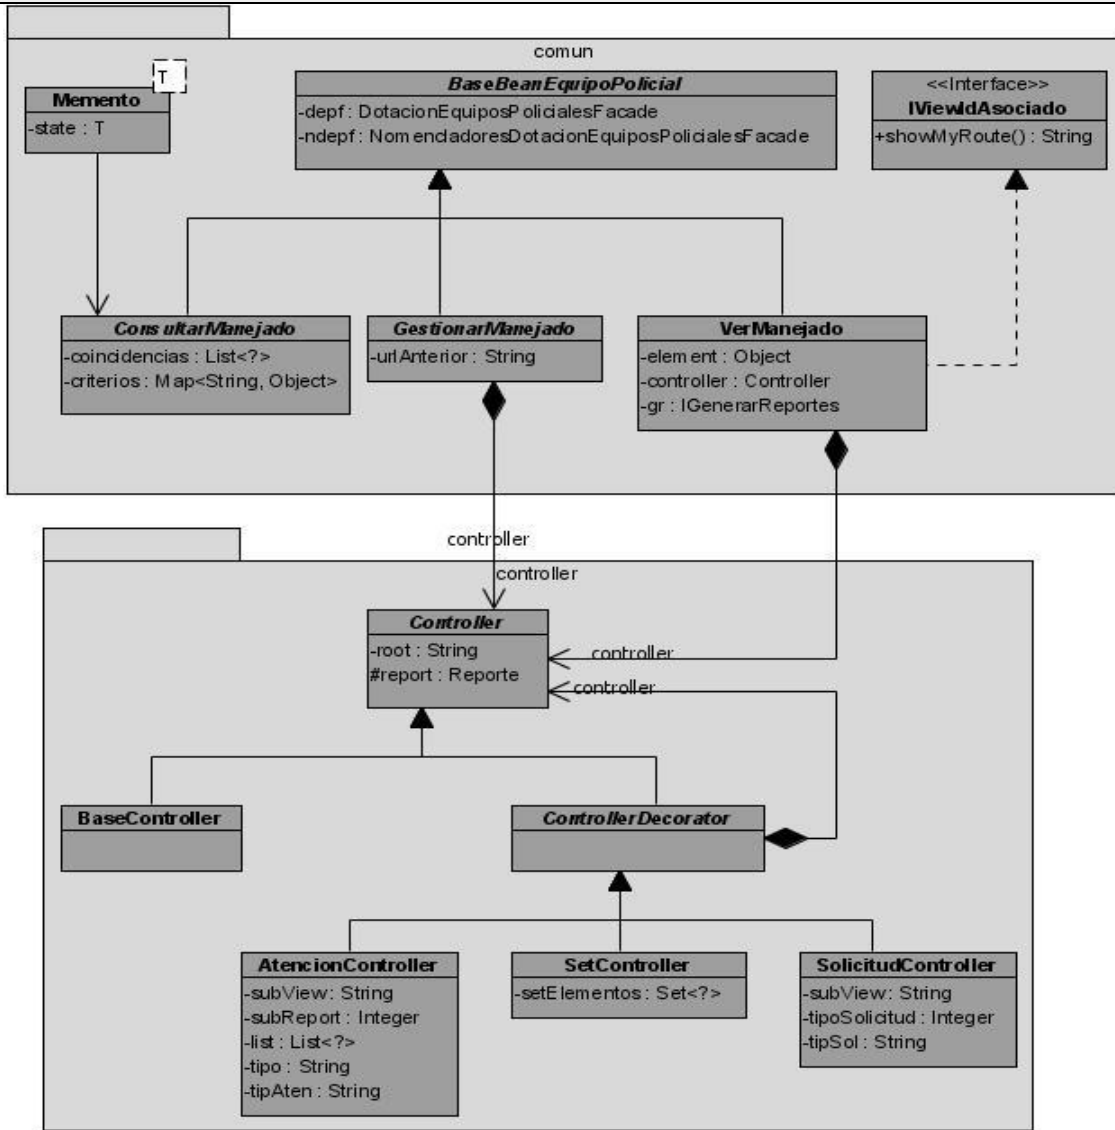 comun
T
Memento
-state : T
BaseBeanEquipoPolicial
-depf : DotacionEquiposPolicialesFacade
-ndepf : NomencladoresDotacionEquiposPolicialesFacade
<<Interface>>
IViewIdAsociado
+showMyRoute() : String
ConsultarManejado
-coincidencias : List<?>
-criterios : Map<String, Object>
GestionarManejado
-urlAnterior : String
VerManejado
-element : Object
-controller : Controller
-gr : IGenerarReportes
controller
controller
Controller
-root : String
#report : Reporte
controller
controller
BaseController
ControllerDecorator
AtencionController
-subView: String
-subReport : Integer
-list : List<?>
-tipo : String
-tipAten : String
SetController
-setElementos : Set<?>
SolicitudController
-subView: String
-tipoSolicitud : Integer
-tipSol : String